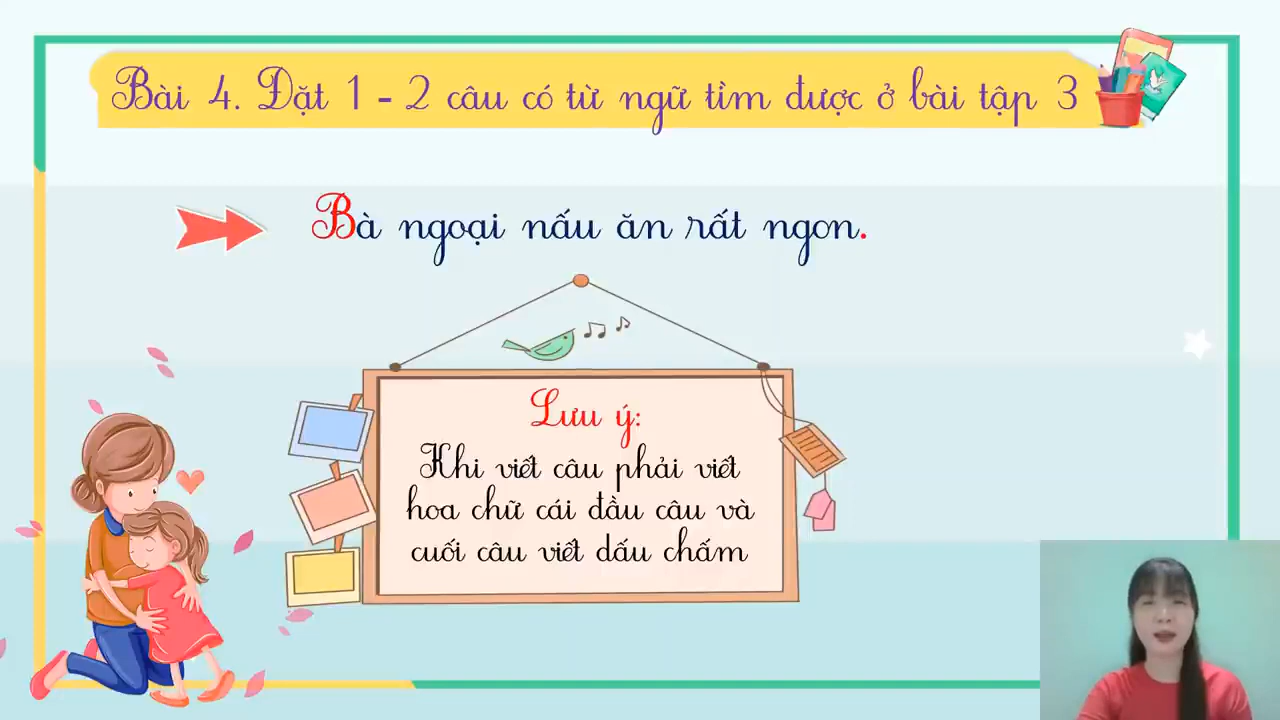 Bài 4. Đặt 1 - 2 câu có từ ngữ tìm được ở bài tập 3
Bà ngoại nấu ăn rất ngon.
Lưu ý:
Khi viết câu phải viết
hoa chữ cái đầu câu và
cuối câu viết dấu chấm